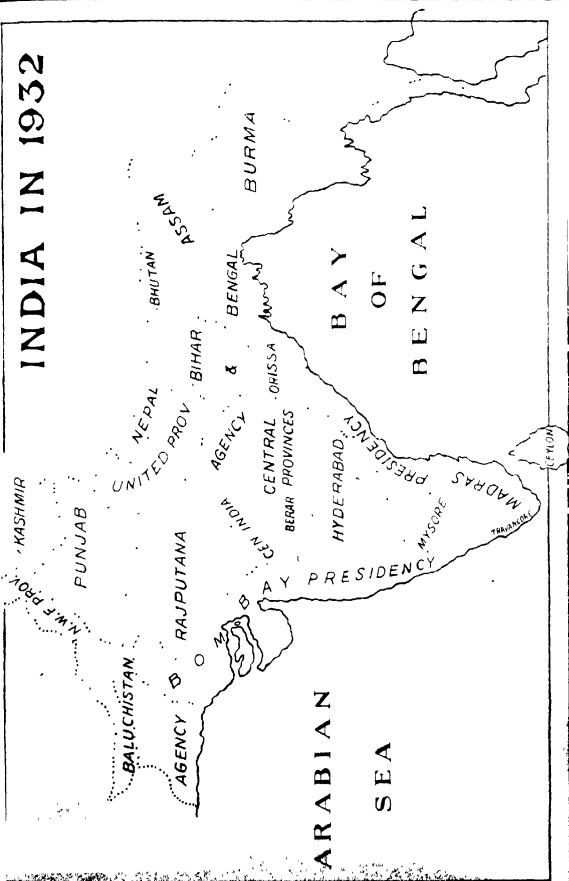 INDIA IN 1932
KASHMIR
N.W.F. PROV.
PUNJAB
BALUCHISTAN
AGENCY
RAJPUTANA
UNITED PROV
NEPAL
BHUTAN
ASSAM
BIHAR
&
ORISSA
BENGAL
BURMA
CEN INDIA
AGENCY
CENTRAL
PROVINCES
BERAR
HYDERABAD
BOMBAY PRESIDENCY
MYSORE
MADRAS
PRESIDENCY
TRAVANCORE
CEYLON
BAY
OF
BENGAL
ARABIAN
SEA